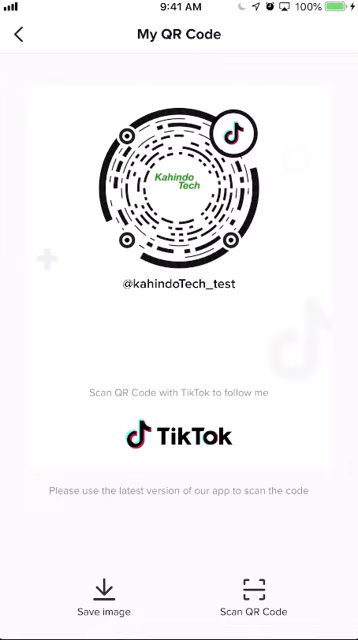 9:41 AM
100%
My QR Code
Kahindo
Tech
@kahindoTech_test
Scan QR Code with TikTok to follow me
TikTok
Please use the latest version of our app to scan the code
Save image
Scan QR Code